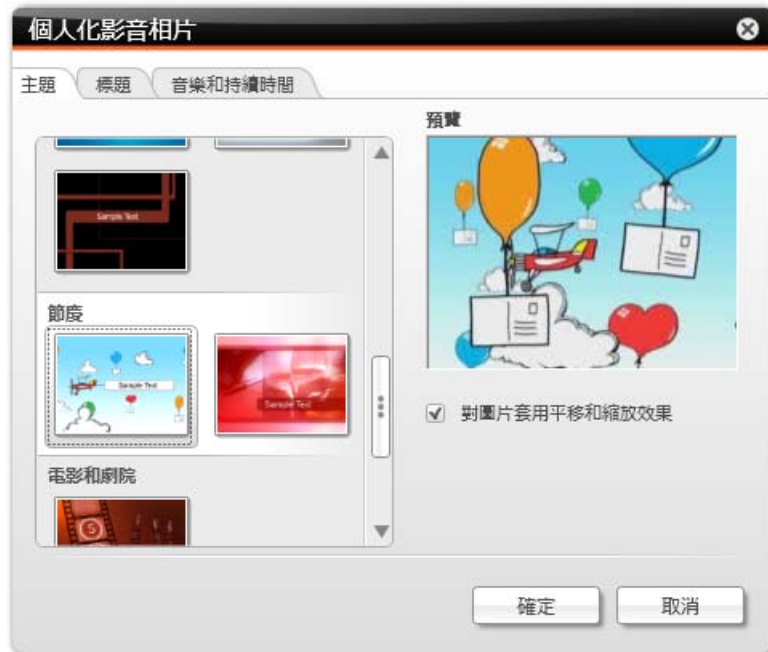 個人化影音相片
主題 標題 音樂和持續時間
預覽
Sample Text
節慶
Sample Text
Sample Text
對圖片套用平移和縮放效果
電影和劇院
S
確定 取消